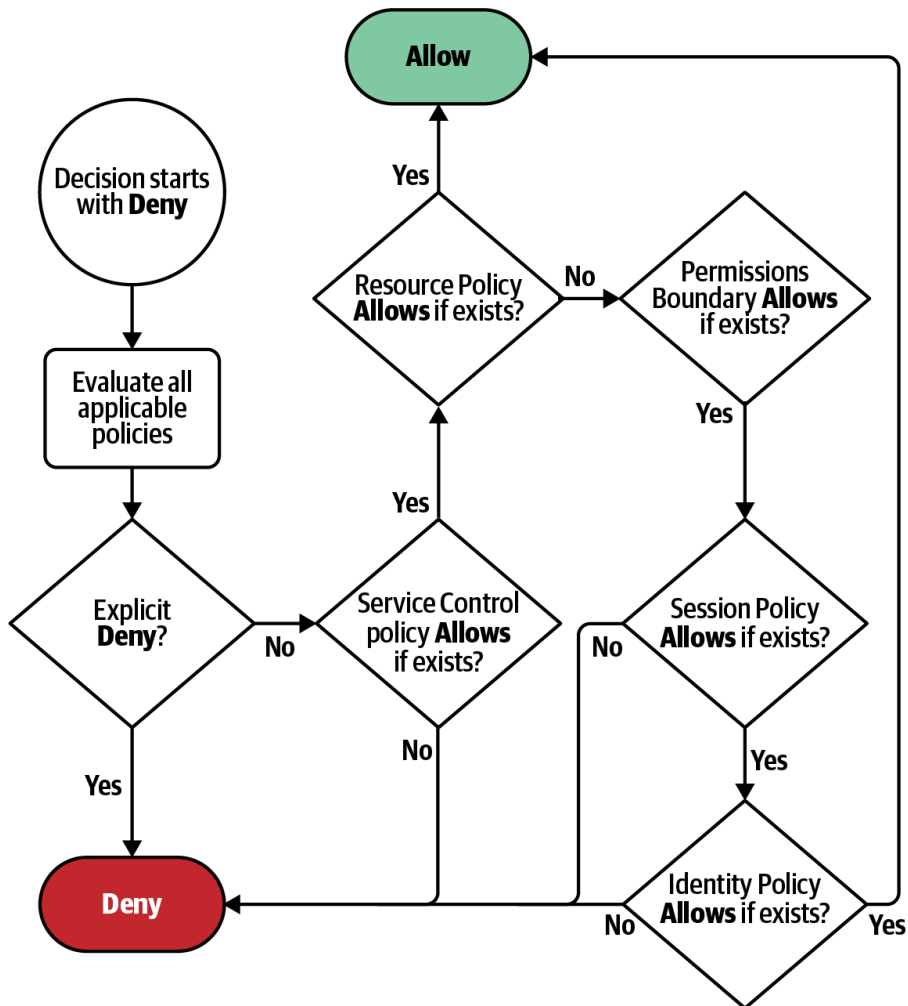 Allow
Decision starts
with Deny
Yes
Resource Policy
Allows if exists?
No
Permissions
Boundary Allows
if exists?
Evaluate all
applicable
policies
Yes
Yes
Explicit
Deny?
No
Service Control
policy Allows
if exists?
Session Policy
Allows if exists?
No
Yes
No
Yes
Deny
Identity Policy
Allows if exists?
No
Yes